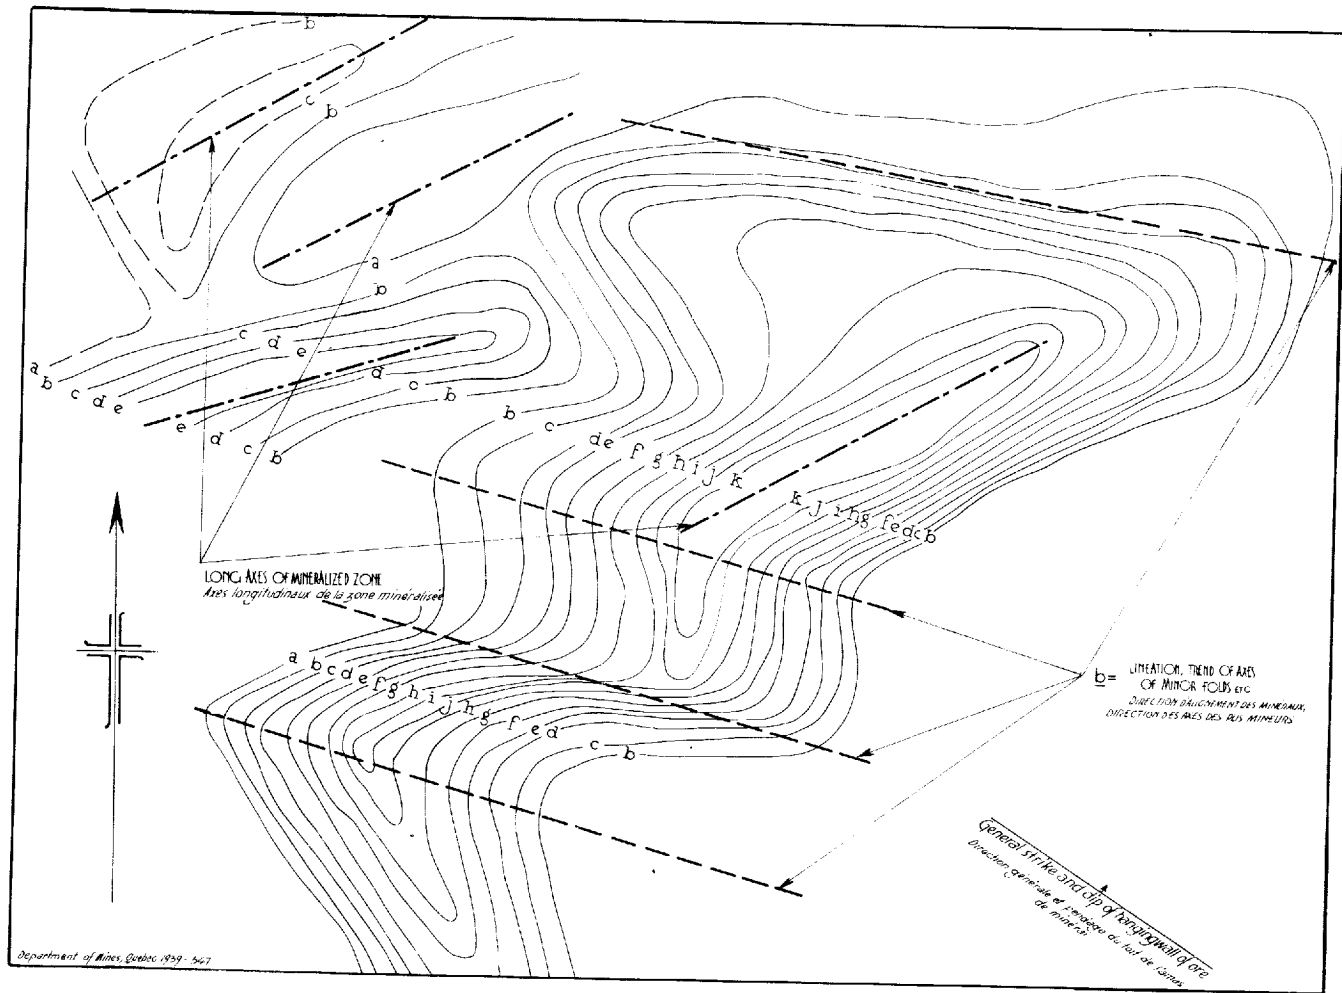 b
c
b
a
b
c d e
a b c d e
d c b
e d c b
b c d e f g h i j k
k j i h g f e d c b
LONG AXES OF MINERALIZED ZONE
Axes longitudinaux de la zone minéralisée
a b c d e f g h i j h g f e d c b
b = LINEATION, TREND OF AXES
OF MINOR FOLDS ETC
DIRECTION D'ALIGNEMENT DES MINERAUX,
DIRECTION DES AXES DES PLIS MINEURS
General strike and dip of hangingwall of ore
Direction générale et pendage du toit de l'amas
de minérai
Department of Mines, Quebec 1939 - 547